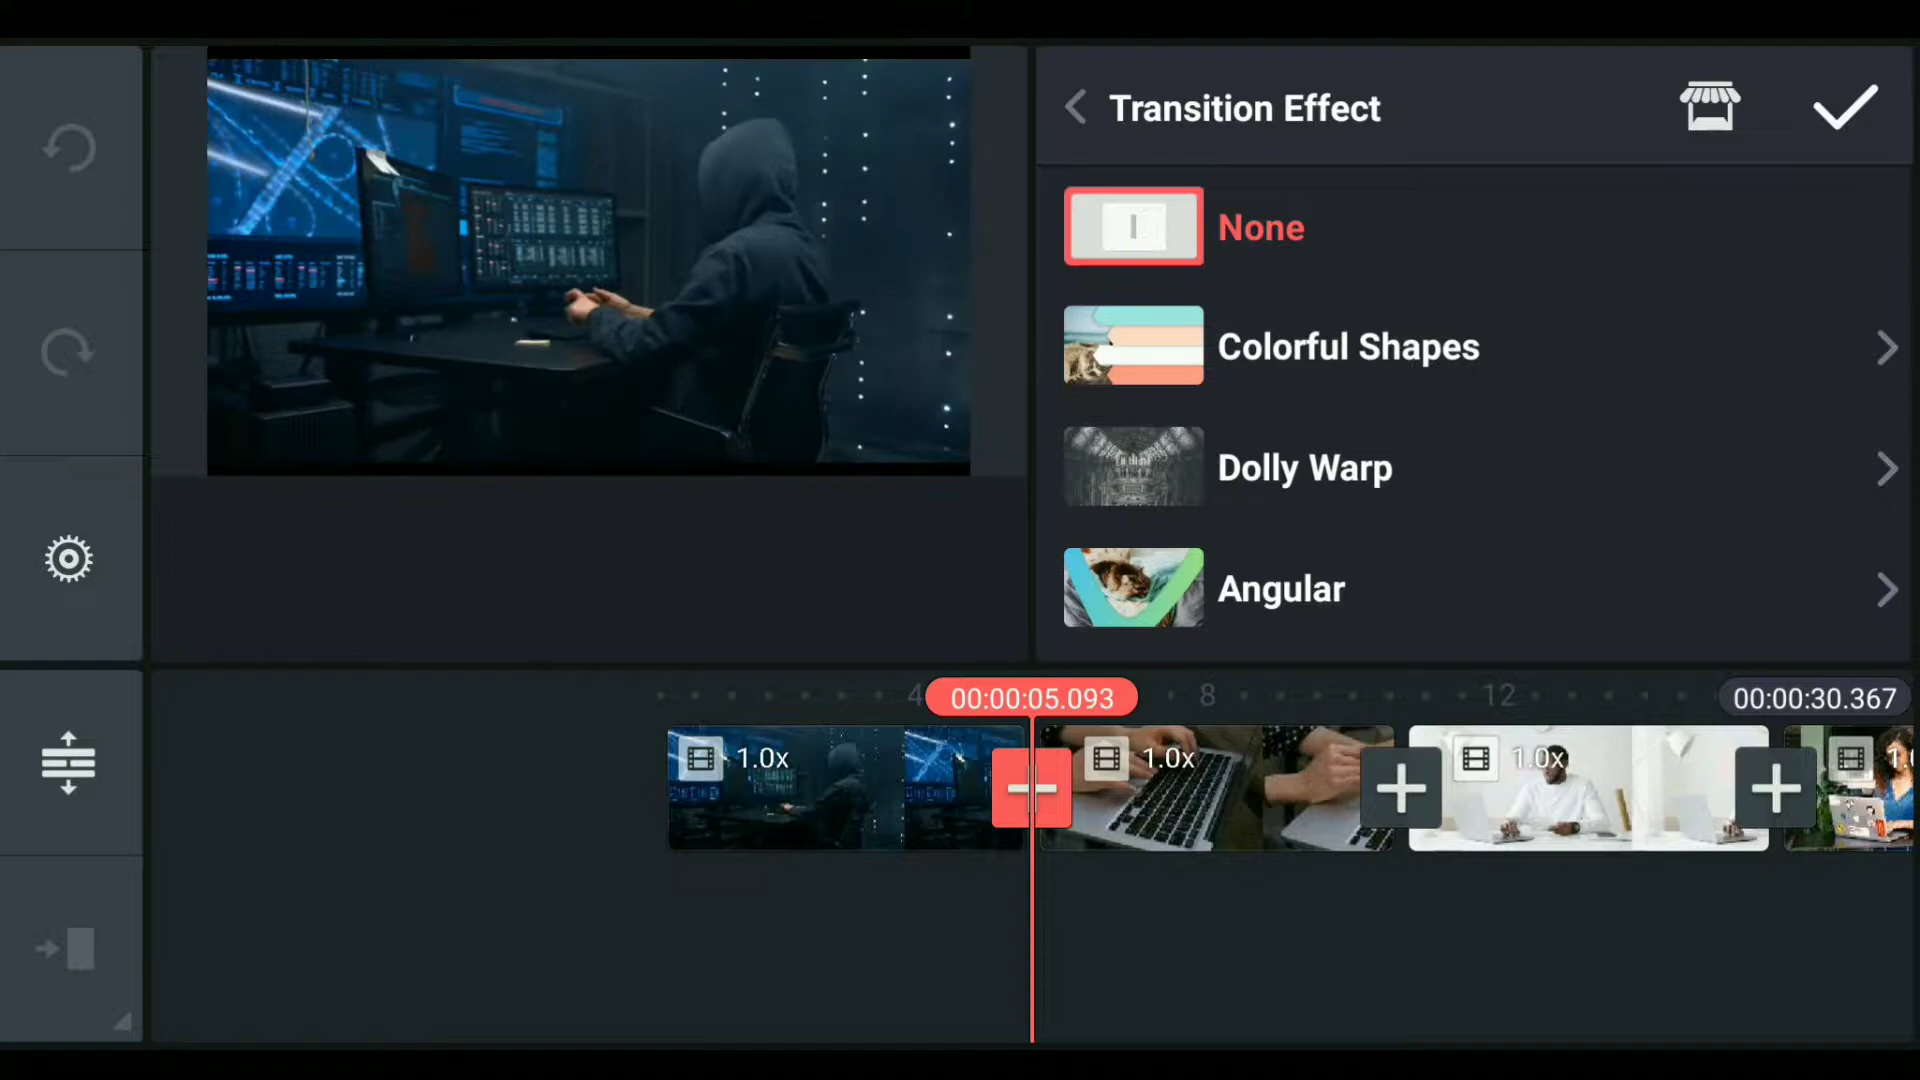 Transition Effect
None
Colorful Shapes
Dolly Warp
Angular
4
00:00:05.093
8
12
00:00:30.367
1.0x
1.0x
1.0x